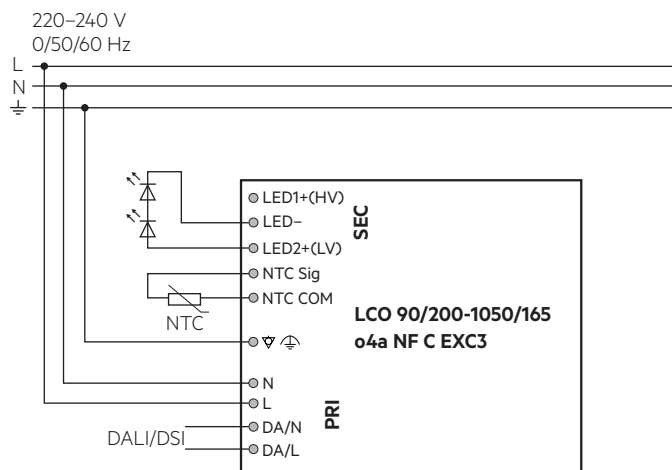 220–240 V
0/50/60 Hz
L
N
LED1+(HV)
LED–
LED2+(LV)
SEC
NTC Sig
NTC COM
NTC
LCO 90/200-1050/165
o4a NF C EXC3
N
L
PRI
DA/N
DALI/DSI
DA/L